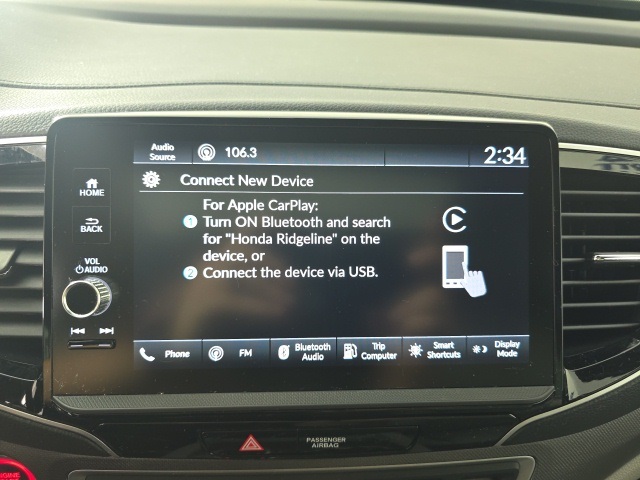 Audio
Source
106.3
2:34
Connect New Device
HOME
BACK
VOL
AUDIO
For Apple CarPlay:
1 Turn ON Bluetooth and search
for "Honda Ridgeline" on the
device, or
2 Connect the device via USB.
Phone
FM
Bluetooth
Audio
Trip
Computer
Smart
Shortcuts
Display
Mode
PASSENGER
AIRBAG
ENGINE